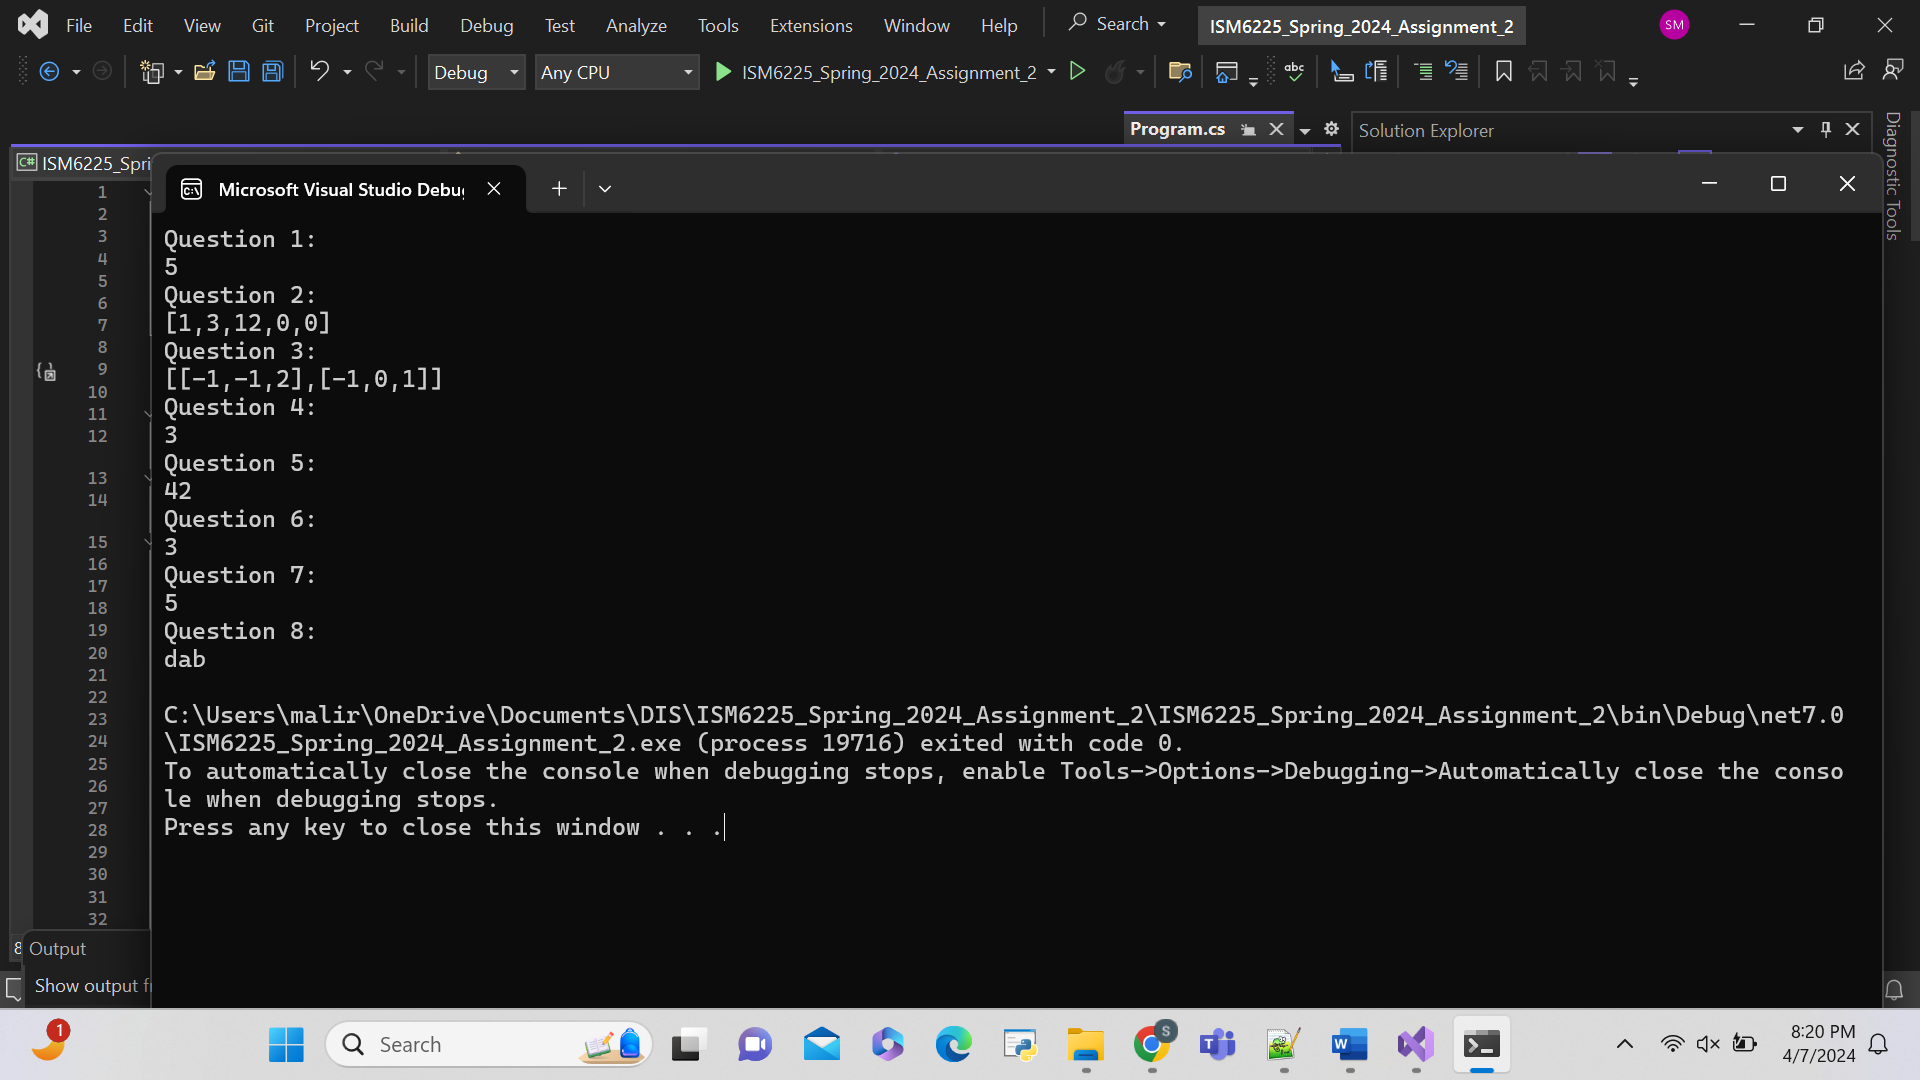 File Edit View Git Project Build Debug Test Analyze Tools Extensions Window Help Search ISM6225_Spring_2024_Assignment_2 SM
Debug Any CPU ISM6225_Spring_2024_Assignment_2
Program.cs Solution Explorer
Diagnostic Tools
C# ISM6225_Spri
Microsoft Visual Studio Debug
1
2
3
4
5
6
7
8
9
10
11
12
13
14
15
16
17
18
19
20
21
22
23
24
25
26
27
28
29
30
31
32
Question 1:
5
Question 2:
[1,3,12,0,0]
Question 3:
[[-1,-1,2],[-1,0,1]]
Question 4:
3
Question 5:
42
Question 6:
3
Question 7:
5
Question 8:
dab
C:\Users\malir\OneDrive\Documents\DIS\ISM6225_Spring_2024_Assignment_2\ISM6225_Spring_2024_Assignment_2\bin\Debug\net7.0
\ISM6225_Spring_2024_Assignment_2.exe (process 19716) exited with code 0.
To automatically close the console when debugging stops, enable Tools->Options->Debugging->Automatically close the conso
le when debugging stops.
Press any key to close this window . . .
8
Output
Show output f
1
Search
S
8:20 PM
4/7/2024